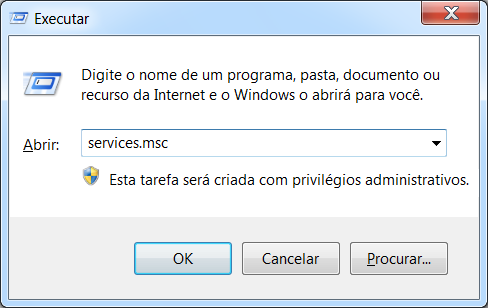 Executar
Digite o nome de um programa, pasta, documento ou
recurso da Internet e o Windows o abrirá para você.
Abrir: services.msc
Esta tarefa será criada com privilégios administrativos.
OK Cancelar Procurar...